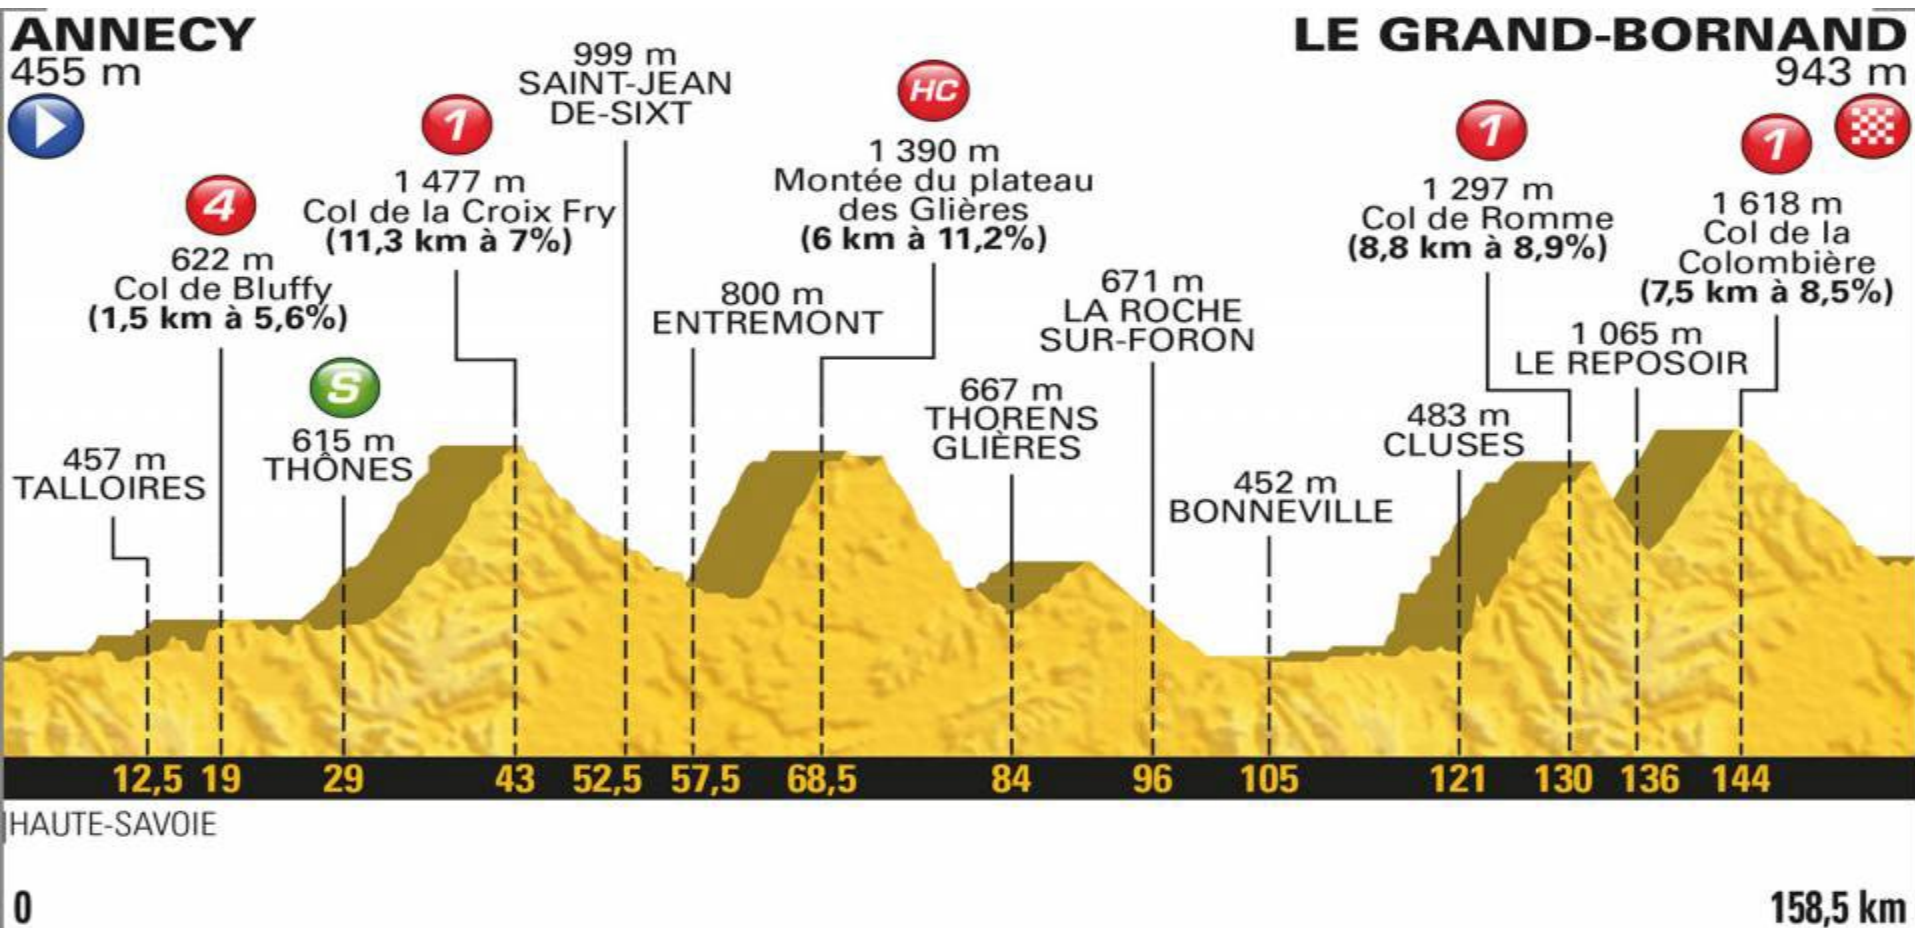 ANNECY
455 m
LE GRAND-BORNAND
943 m
457 m
TALLOIRES
4
622 m
Col de Bluffy
(1,5 km à 5,6%)
S
615 m
THÔNES
1
1 477 m
Col de la Croix Fry
(11,3 km à 7%)
999 m
SAINT-JEAN
DE-SIXT
800 m
ENTREMONT
HC
1 390 m
Montée du plateau
des Glières
(6 km à 11,2%)
667 m
THORENS
GLIÈRES
671 m
LA ROCHE
SUR-FORON
452 m
BONNEVILLE
483 m
CLUSES
1
1 297 m
Col de Romme
(8,8 km à 8,9%)
1 065 m
LE REPOSOIR
1
1 618 m
Col de la
Colombière
(7,5 km à 8,5%)
12,5 19 29 43 52,5 57,5 68,5 84 96 105 121 130 136 144
HAUTE-SAVOIE
0
158,5 km